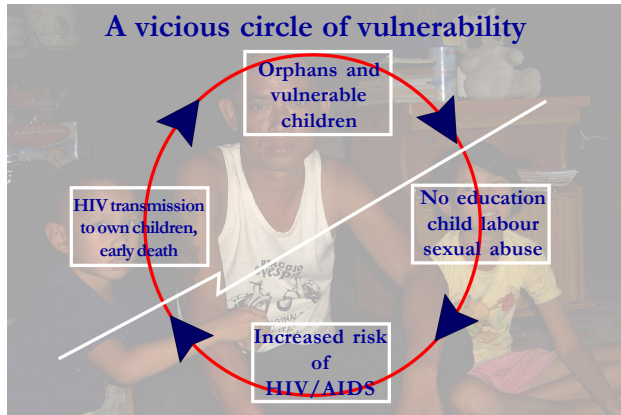 A vicious circle of vulnerability
Orphans and
vulnerable
children
No education
child labour
sexual abuse
Increased risk
of
HIV/AIDS
HIV transmission
to own children,
early death